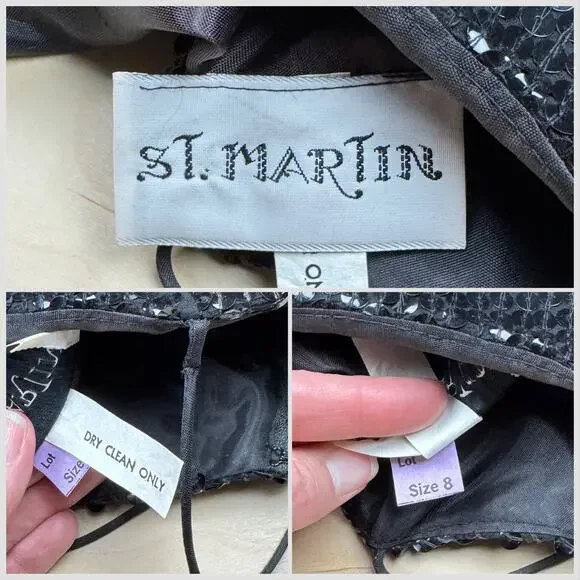 ST. MARTIN
DRY CLEAN ONLY
Lot
Size
Lot
Size 8